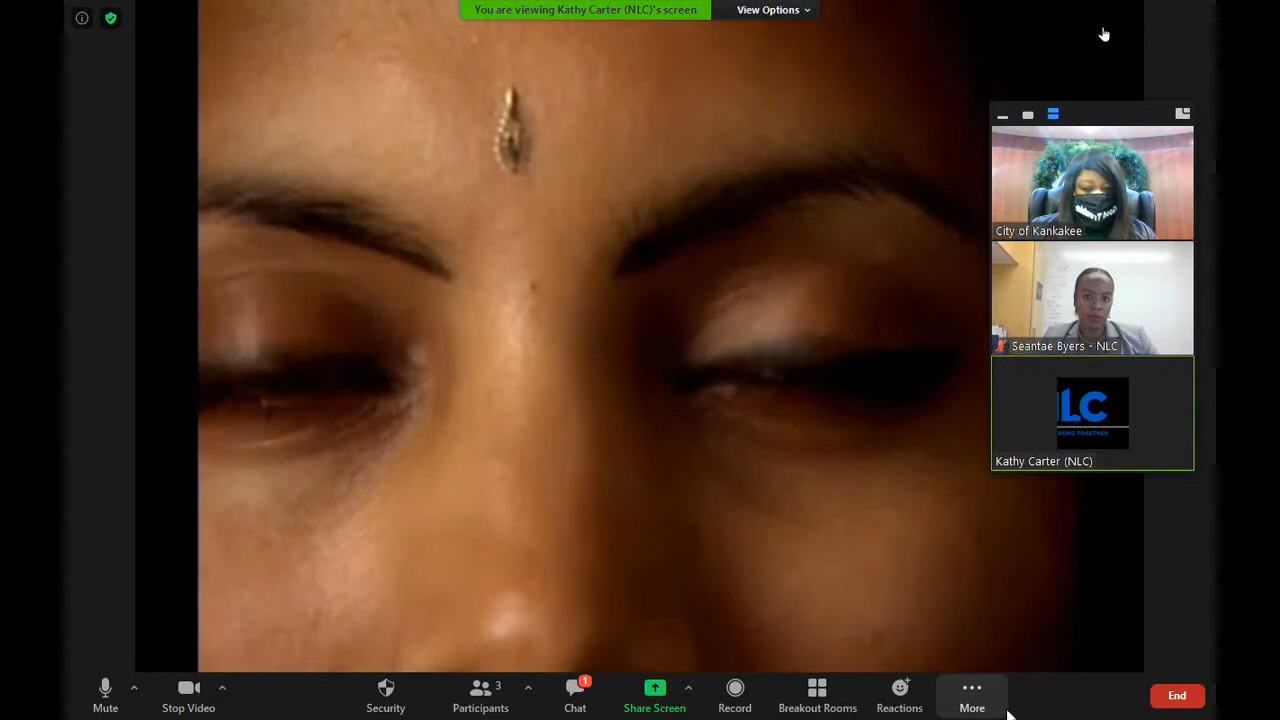 You are viewing Kathy Carter (NLC)'s screen
View Options
City of Kankakee
Seantae Byers - NLC
LC
Kathy Carter (NLC)
Mute
Stop Video
Security
3
Participants
1
Chat
Share Screen
Record
Breakout Rooms
Reactions
More
End